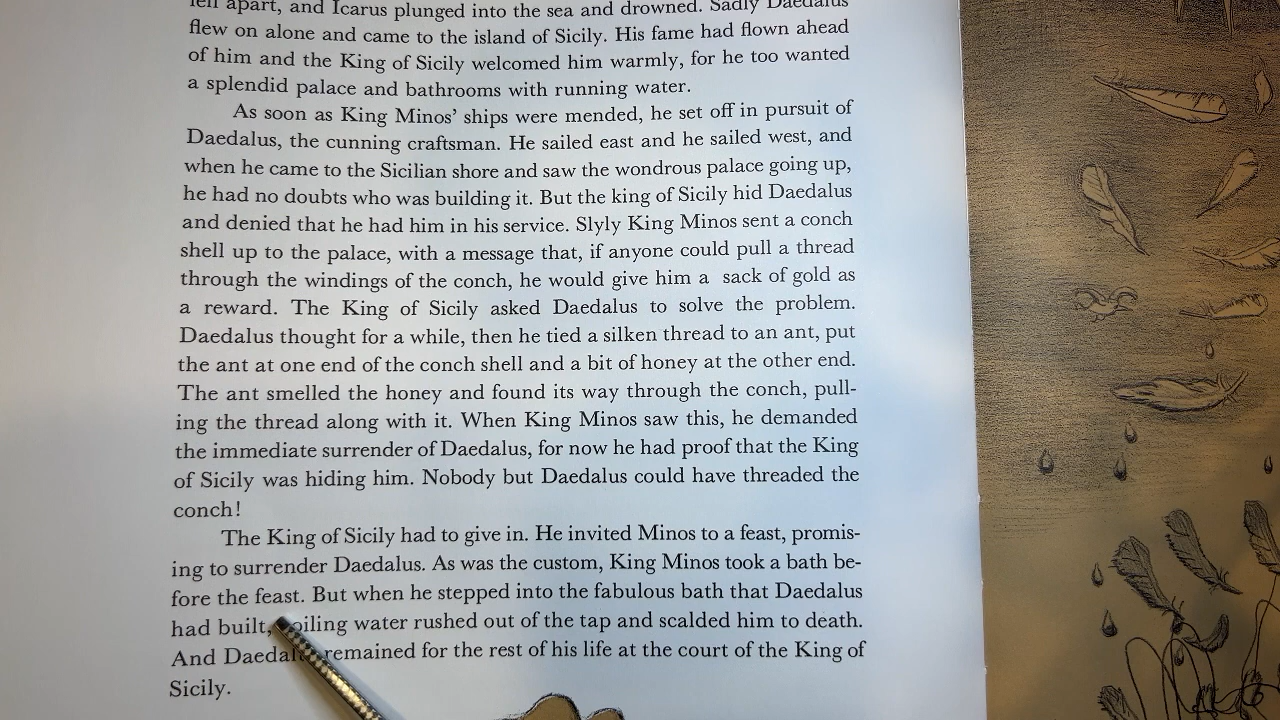 fell apart, and Icarus plunged into the sea and drowned. Sadly Daedalus
flew on alone and came to the island of Sicily. His fame had flown ahead
of him and the King of Sicily welcomed him warmly, for he too wanted
a splendid palace and bathrooms with running water.
As soon as King Minos’ ships were mended, he set off in pursuit of
Daedalus, the cunning craftsman. He sailed east and he sailed west, and
when he came to the Sicilian shore and saw the wondrous palace going up,
he had no doubts who was building it. But the king of Sicily hid Daedalus
and denied that he had him in his service. Slyly King Minos sent a conch
shell up to the palace, with a message that, if anyone could pull a thread
through the windings of the conch, he would give him a sack of gold as
a reward. The King of Sicily asked Daedalus to solve the problem.
Daedalus thought for a while, then he tied a silken thread to an ant, put
the ant at one end of the conch shell and a bit of honey at the other end.
The ant smelled the honey and found its way through the conch, pull-
ing the thread along with it. When King Minos saw this, he demanded
the immediate surrender of Daedalus, for now he had proof that the King
of Sicily was hiding him. Nobody but Daedalus could have threaded the
conch!
The King of Sicily had to give in. He invited Minos to a feast, promis-
ing to surrender Daedalus. As was the custom, King Minos took a bath be-
fore the feast. But when he stepped into the fabulous bath that Daedalus
had built, boiling water rushed out of the tap and scalded him to death.
And Daedalus remained for the rest of his life at the court of the King of
Sicily.